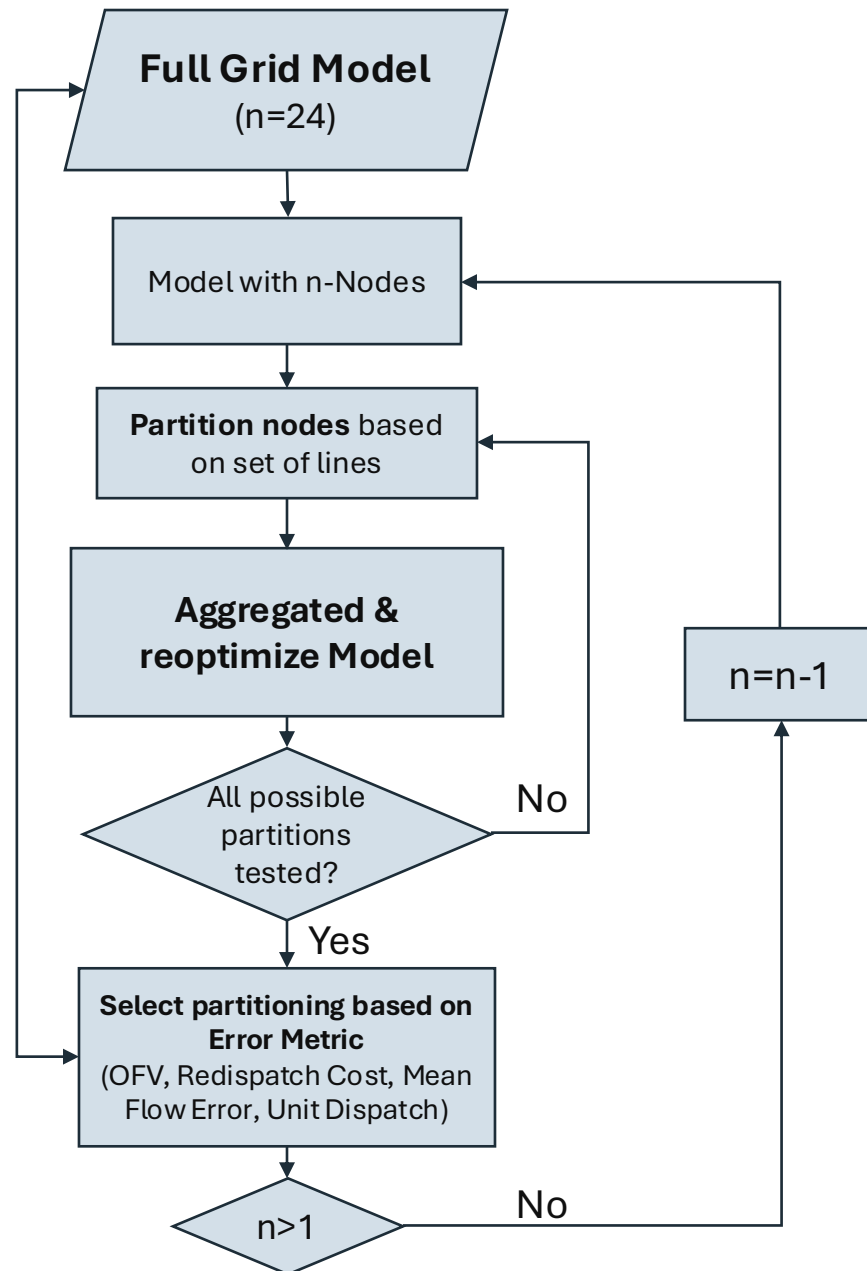 Full Grid Model
(n=24)
Model with n-Nodes
Partition nodes based
on set of lines
Aggregated &
reoptimize Model
n=n-1
All possible
partitions
tested?
No
Yes
Select partitioning based on
Error Metric
(OFV, Redispatch Cost, Mean
Flow Error, Unit Dispatch)
n>1
No